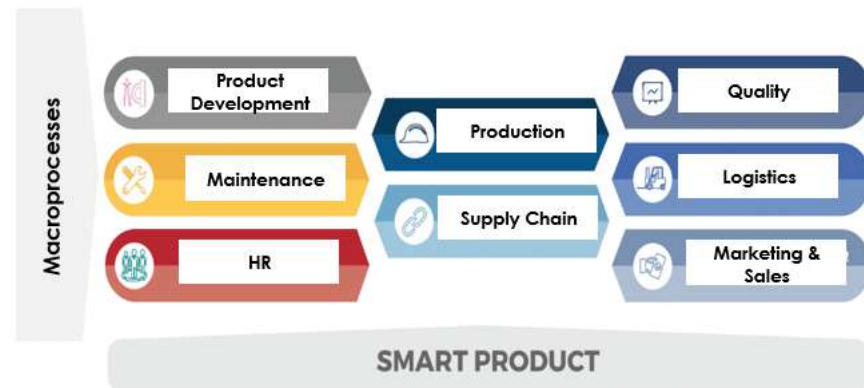 Macroprocesses
Product
Development
Maintenance
HR
Production
Supply Chain
Quality
Logistics
Marketing &
Sales
SMART PRODUCT